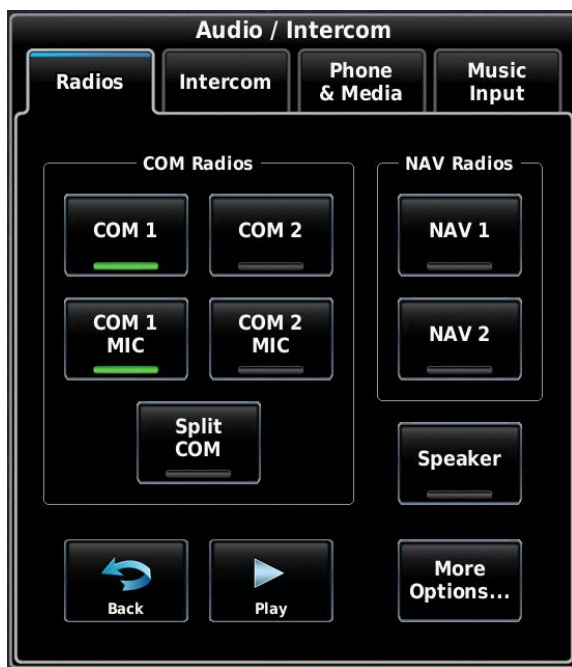 Audio / Intercom
Radios
Intercom
Phone
& Media
Music
Input
COM Radios
COM 1
COM 2
COM 1
MIC
COM 2
MIC
Split
COM
NAV Radios
NAV 1
NAV 2
Speaker
Back
Play
More
Options...